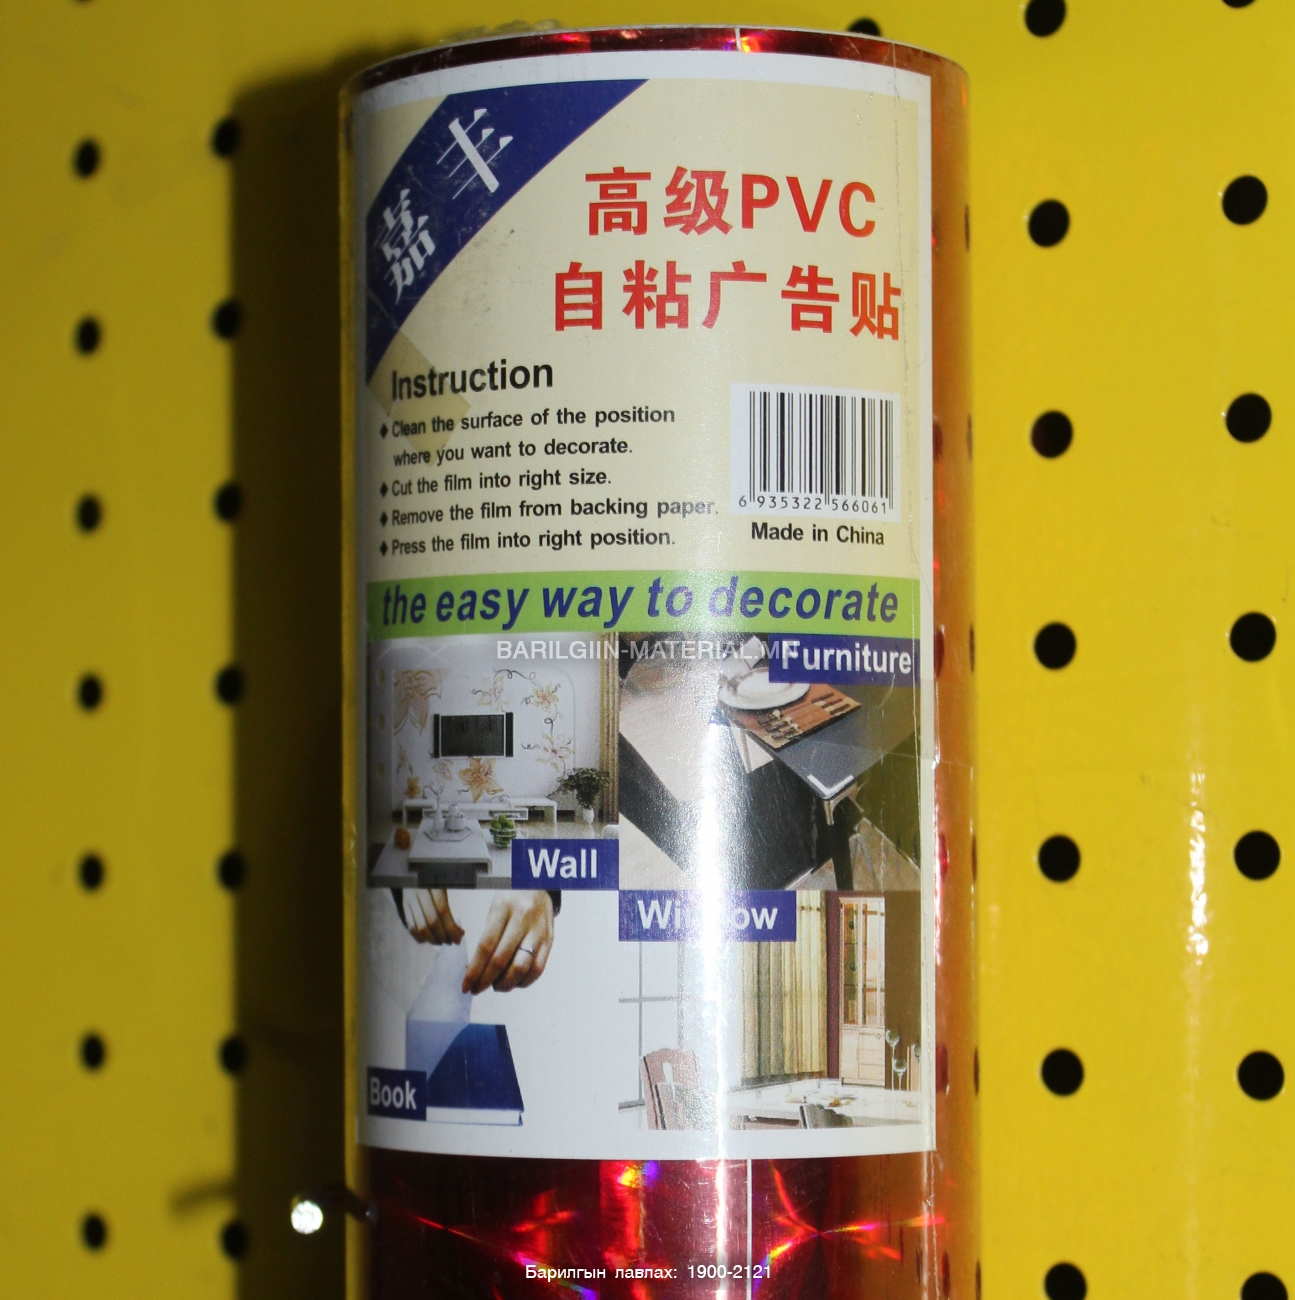 嘉丰
高级PVC
自粘广告贴
Instruction
◆ Clean the surface of the position
where you want to decorate.
◆ Cut the film into right size.
◆ Remove the film from backing paper.
◆ Press the film into right position.
6 935322 566061
Made in China
the easy way to decorate
BARILGIIN-MATERIAL.MN
Furniture
Wall
Window
Book
Барилгын лавлах: 1900-2121